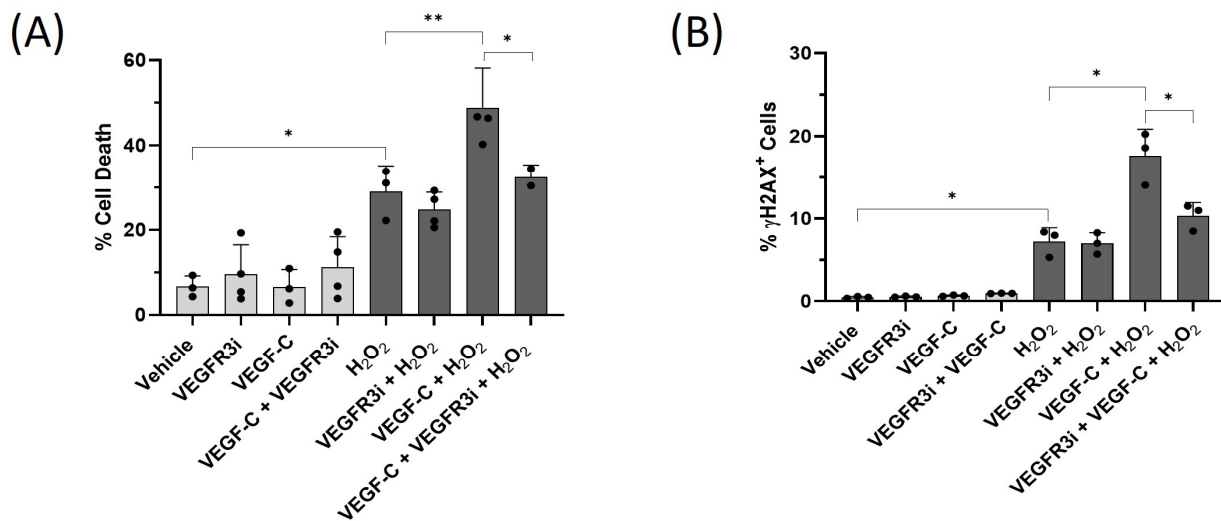 (A)
% Cell Death
60
40
20
0
*
**
*
Vehicle
VEGFR3i
VEGF-C
VEGF-C + VEGFR3i
H₂O₂
VEGFR3i + H₂O₂
VEGF-C + H₂O₂
VEGF-C + VEGFR3i + H₂O₂
(B)
% γH2AX⁺ Cells
30
20
10
0
*
*
*
Vehicle
VEGFR3i
VEGF-C
VEGFR3i + VEGF-C
H₂O₂
VEGFR3i + H₂O₂
VEGF-C + H₂O₂
VEGFR3i + VEGF-C + H₂O₂